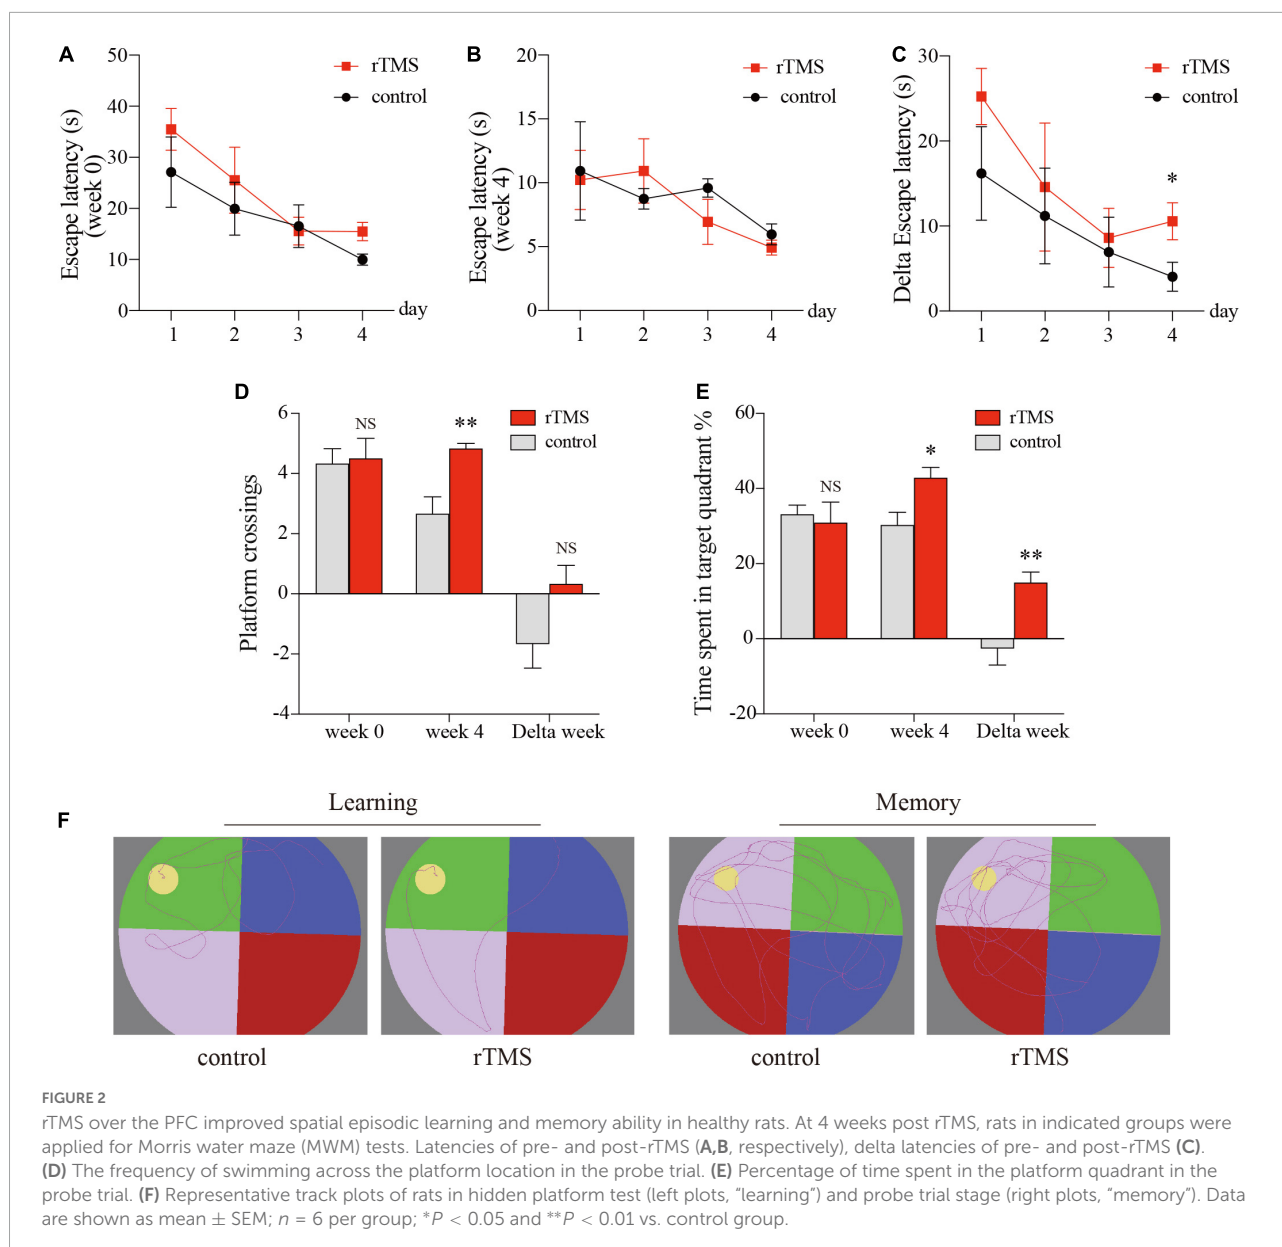 A
50
40
30
20
10
0
Escape latency (s)
(week 0)
rTMS
control
1 2 3 4
day
B
20
15
10
5
0
Escape latency (s)
(week 4)
rTMS
control
1 2 3 4
day
C
30
20
10
0
Delta Escape latency (s)
rTMS
control
*
1 2 3 4
day
D
6
4
2
0
-2
-4
Platform crossings
NS
**
NS
rTMS
control
week 0 week 4 Delta week
E
60
40
20
0
-20
Time spent in target quadrant %
NS
*
**
rTMS
control
week 0 week 4 Delta week
F
Learning Memory
control rTMS control rTMS
FIGURE 2
rTMS over the PFC improved spatial episodic learning and memory ability in healthy rats. At 4 weeks post rTMS, rats in indicated groups were
applied for Morris water maze (MWM) tests. Latencies of pre- and post-rTMS (A,B, respectively), delta latencies of pre- and post-rTMS (C).
(D) The frequency of swimming across the platform location in the probe trial. (E) Percentage of time spent in the platform quadrant in the
probe trial. (F) Representative track plots of rats in hidden platform test (left plots, “learning“) and probe trial stage (right plots, “memory“). Data
are shown as mean ± SEM; n = 6 per group; *P < 0.05 and **P < 0.01 vs. control group.